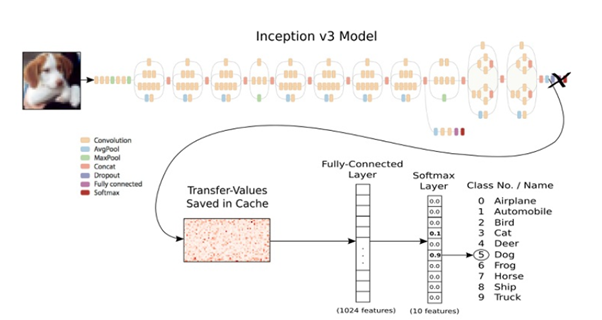 Inception v3 Model
Convolution
AvgPool
MaxPool
Concat
Dropout
Fully connected
Softmax
Transfer-Values
Saved in Cache
Fully-Connected
Layer
(1024 features)
Softmax
Layer
0.0
0.0
0.0
0.1
0.0
0.9
0.0
0.0
0.0
0.0
(10 features)
Class No. / Name
0 Airplane
1 Automobile
2 Bird
3 Cat
4 Deer
5 Dog
6 Frog
7 Horse
8 Ship
9 Truck